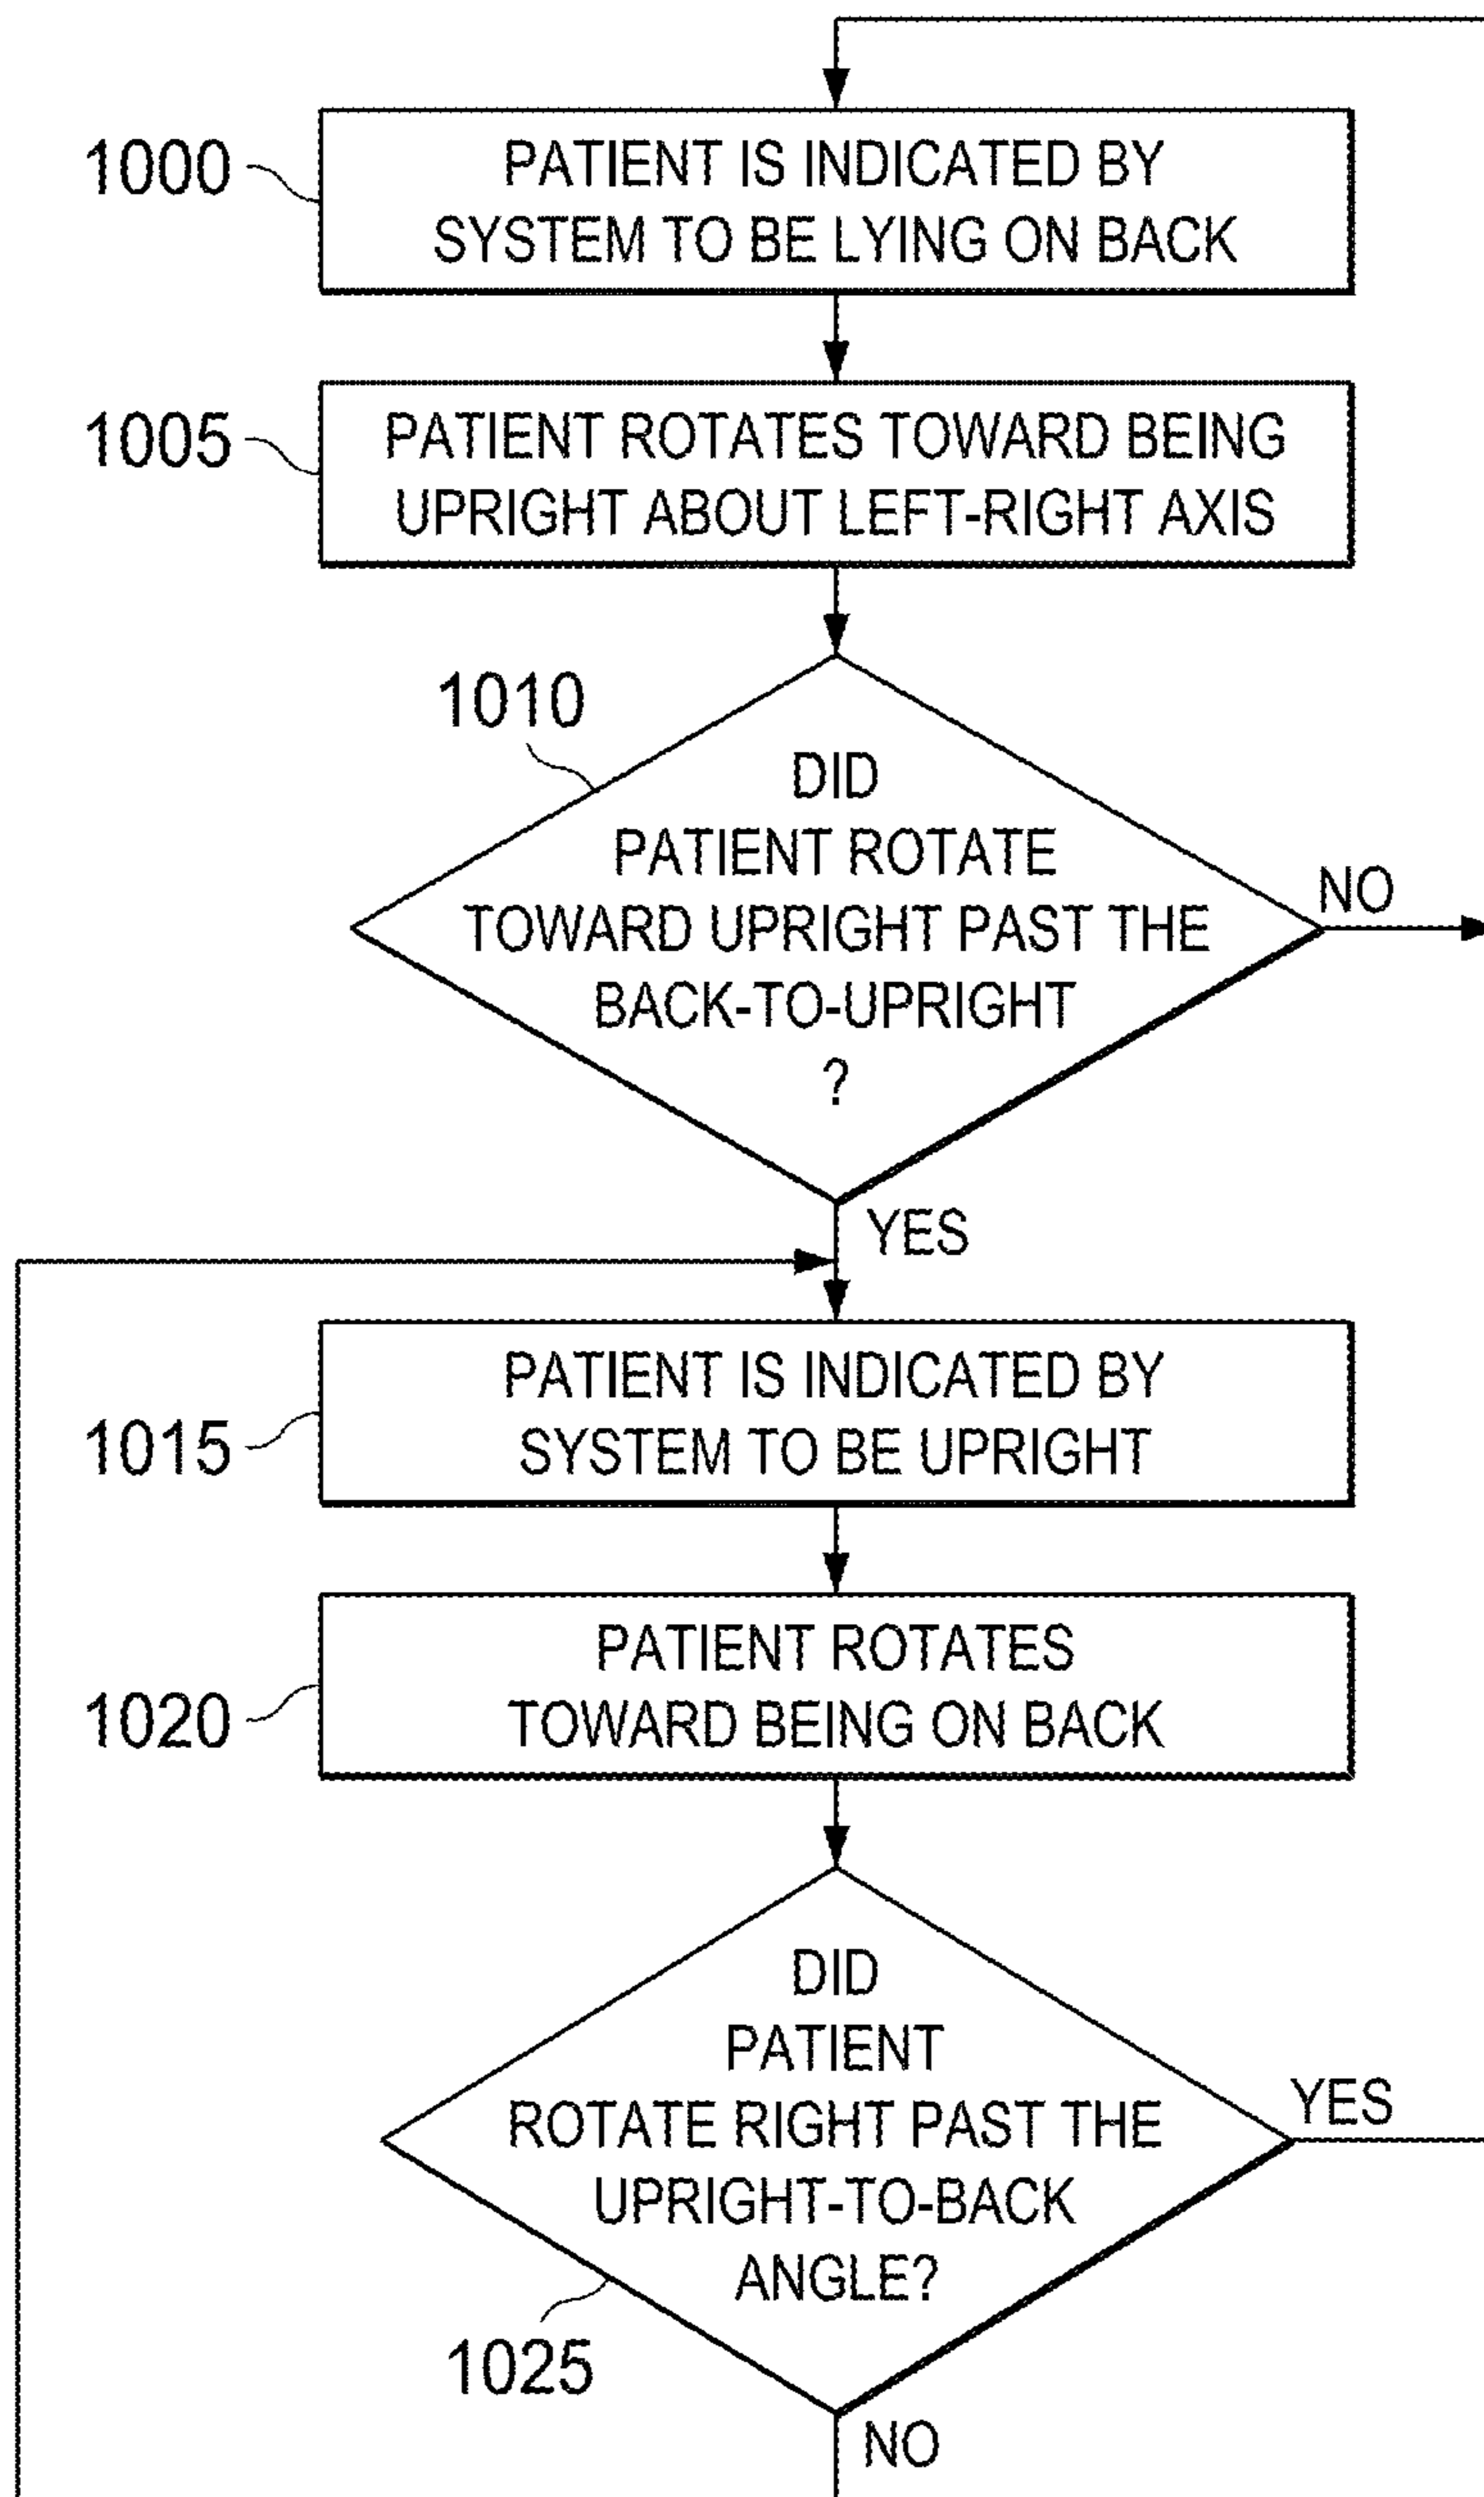 1000
PATIENT IS INDICATED BY
SYSTEM TO BE LYING ON BACK
1005
PATIENT ROTATES TOWARD BEING
UPRIGHT ABOUT LEFT-RIGHT AXIS
1010
DID
PATIENT ROTATE
TOWARD UPRIGHT PAST THE
BACK-TO-UPRIGHT
?
NO
YES
1015
PATIENT IS INDICATED BY
SYSTEM TO BE UPRIGHT
1020
PATIENT ROTATES
TOWARD BEING ON BACK
DID
PATIENT
ROTATE RIGHT PAST THE
UPRIGHT-TO-BACK
ANGLE?
YES
1025
NO